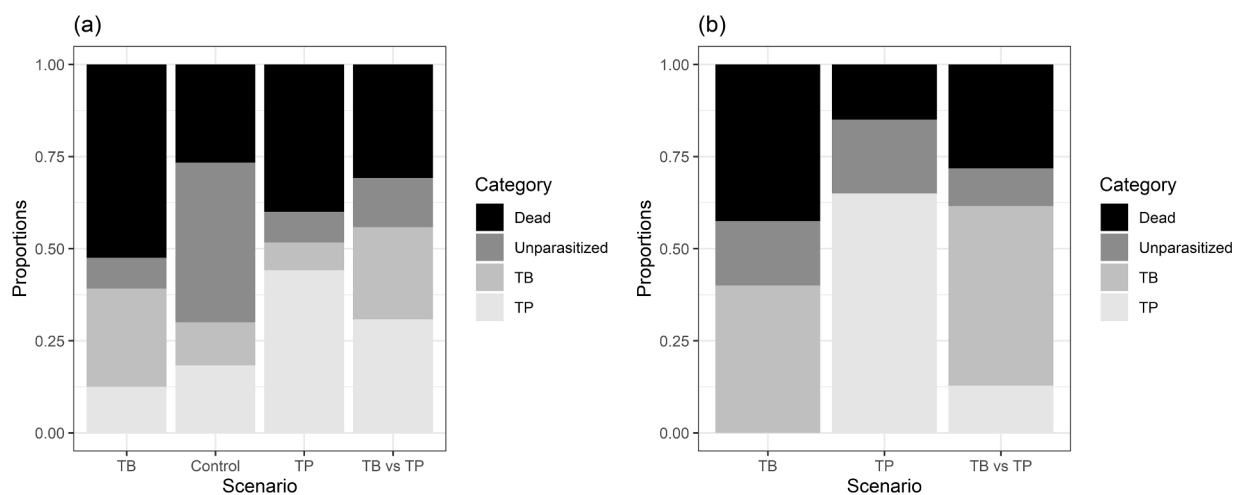 (a)
Proportions
1.00
0.75
0.50
0.25
0.00
TB Control TP TB vs TP
Scenario
Category
Dead
Unparasitized
TB
TP
(b)
Proportions
1.00
0.75
0.50
0.25
0.00
TB TP TB vs TP
Scenario
Category
Dead
Unparasitized
TB
TP